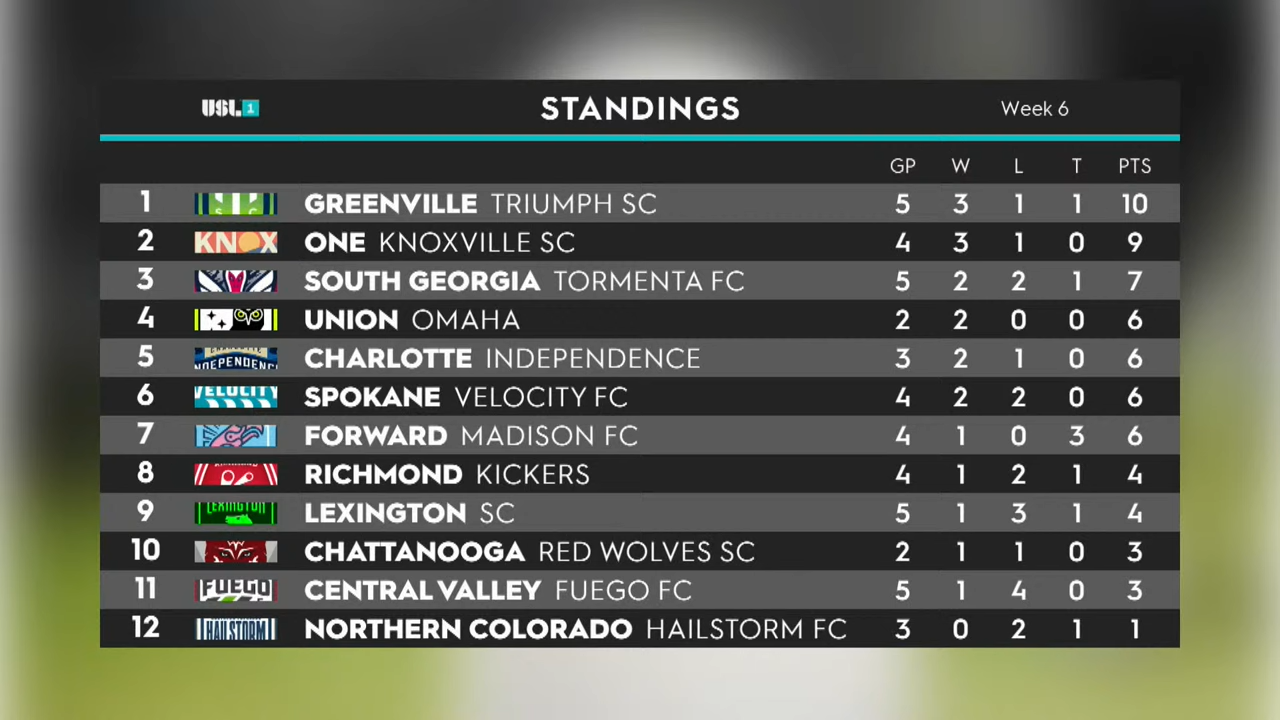 USL 1 STANDINGS Week 6
GP W L T PTS
1 GREENVILLE TRIUMPH SC 5 3 1 1 10
2 KNOX ONE KNOXVILLE SC 4 3 1 0 9
3 SOUTH GEORGIA TORMENTA FC 5 2 2 1 7
4 UNION OMAHA 2 2 0 0 6
5 INDEPENDENCE CHARLOTTE INDEPENDENCE 3 2 1 0 6
6 VELOCITY SPOKANE VELOCITY FC 4 2 2 0 6
7 FORWARD MADISON FC 4 1 0 3 6
8 RICHMOND KICKERS 4 1 2 1 4
9 LEXINGTON LEXINGTON SC 5 1 3 1 4
10 CHATTANOOGA RED WOLVES SC 2 1 1 0 3
11 FUEGO CENTRAL VALLEY FUEGO FC 5 1 4 0 3
12 HAILSTORM NORTHERN COLORADO HAILSTORM FC 3 0 2 1 1